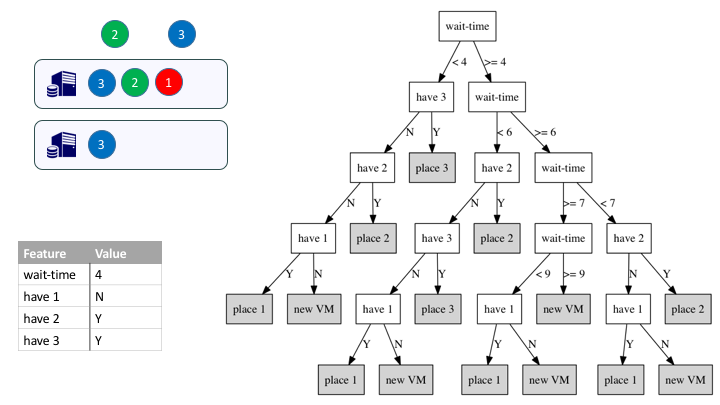 2 3
3 2 1
3
Feature Value
wait-time 4
have 1 N
have 2 Y
have 3 Y
wait-time
< 4 >= 4
have 3 wait-time
N Y < 6 >= 6
have 2 place 3 have 2 wait-time
N Y N Y >= 7 < 7
have 1 place 2 have 3 place 2 wait-time have 2
Y N N Y < 9 >= 9 N Y
place 1 new VM have 1 place 3 have 1 new VM have 1 place 2
Y N Y N Y N
place 1 new VM place 1 new VM place 1 new VM